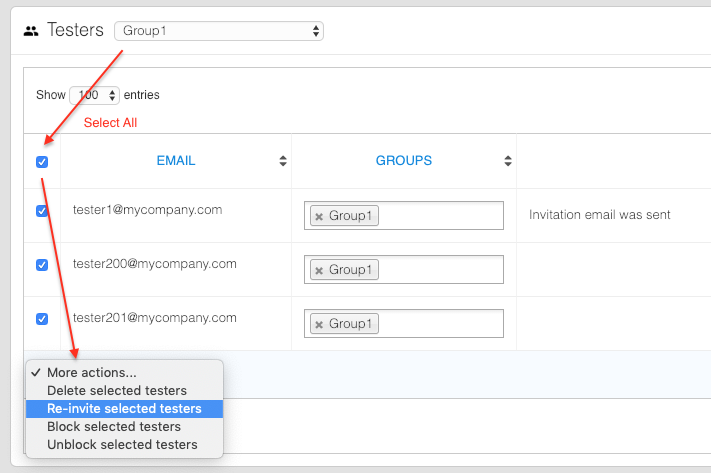 Testers Group1
Show 100 entries
Select All
EMAIL GROUPS
tester1@mycompany.com × Group1 Invitation email was sent
tester200@mycompany.com × Group1
tester201@mycompany.com × Group1
✓ More actions...
Delete selected testers
Re-invite selected testers
Block selected testers
Unblock selected testers